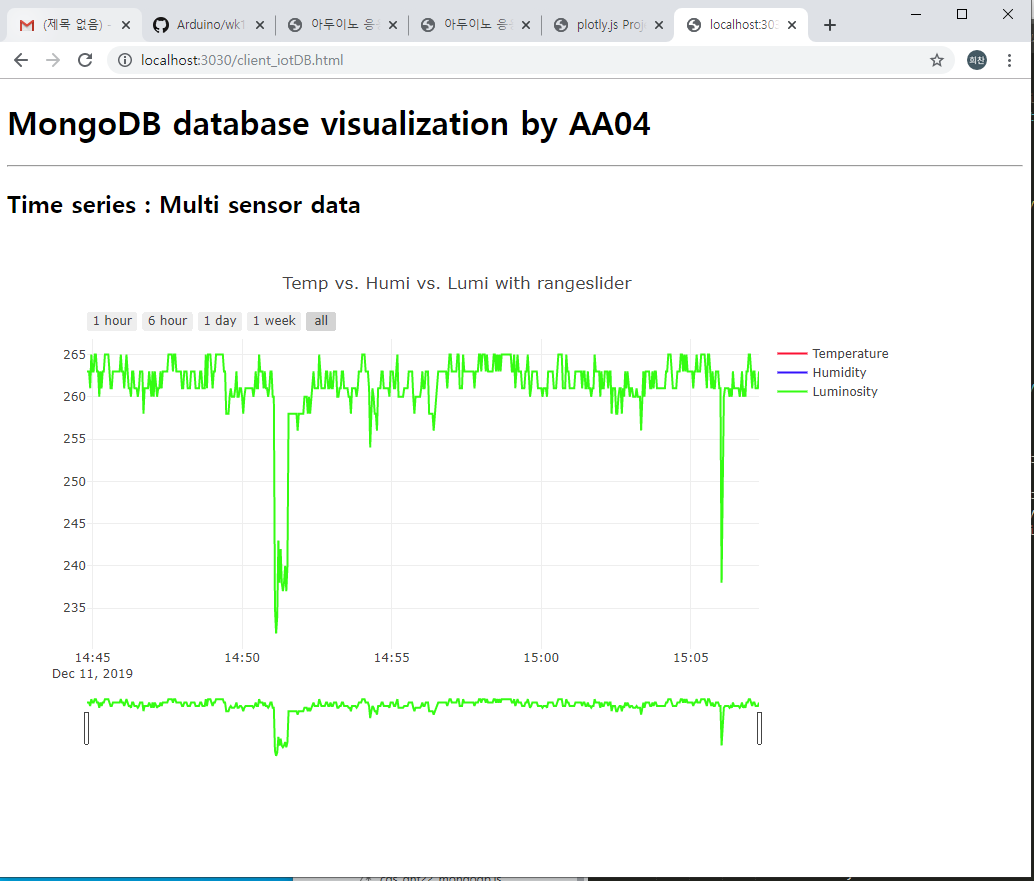 (제목 없음) -
Arduino/wk1
아두이노 응
아두이노 응
plotly.js Proj
localhost:303
localhost:3030/client_iotDB.html
희찬
MongoDB database visualization by AA04
Time series : Multi sensor data
Temp vs. Humi vs. Lumi with rangeslider
1 hour 6 hour 1 day 1 week all
265
260
255
250
245
240
235
Temperature
Humidity
Luminosity
14:45 14:50 14:55 15:00 15:05
Dec 11, 2019